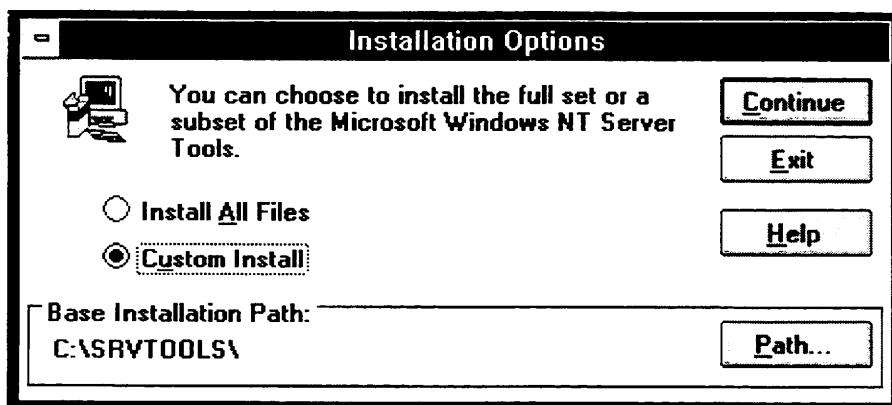 Installation Options
You can choose to install the full set or a
subset of the Microsoft Windows NT Server
Tools.
Continue
Exit
Install All Files
Help
Custom Install
Base Installation Path:
C:\SRVTOOLS\
Path...